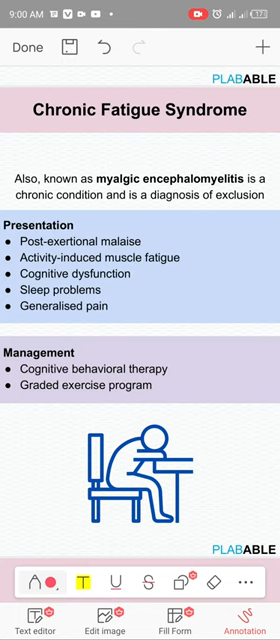 9:00 AM
17
Done
PLABABLE
Chronic Fatigue Syndrome
Also, known as myalgic encephalomyelitis is a
chronic condition and is a diagnosis of exclusion
Presentation
● Post-exertional malaise
● Activity-induced muscle fatigue
● Cognitive dysfunction
● Sleep problems
● Generalised pain
Management
● Cognitive behavioral therapy
● Graded exercise program
PLABABLE
T U S
Text editor Edit image Fill Form Annotation